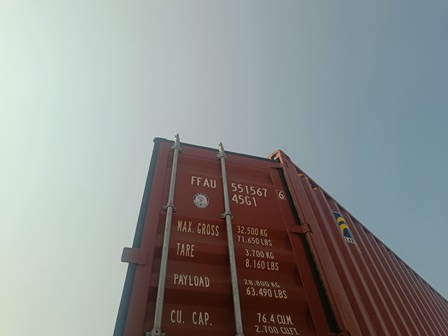 FFAU 551567 6
45G1
MAX. GROSS 32.500 KG
71.650 LBS
TARE 3.700 KG
8.160 LBS
PAYLOAD 28.800 KG
63.490 LBS
CU. CAP. 76.4 CU.M.
2.700 CU.FT.